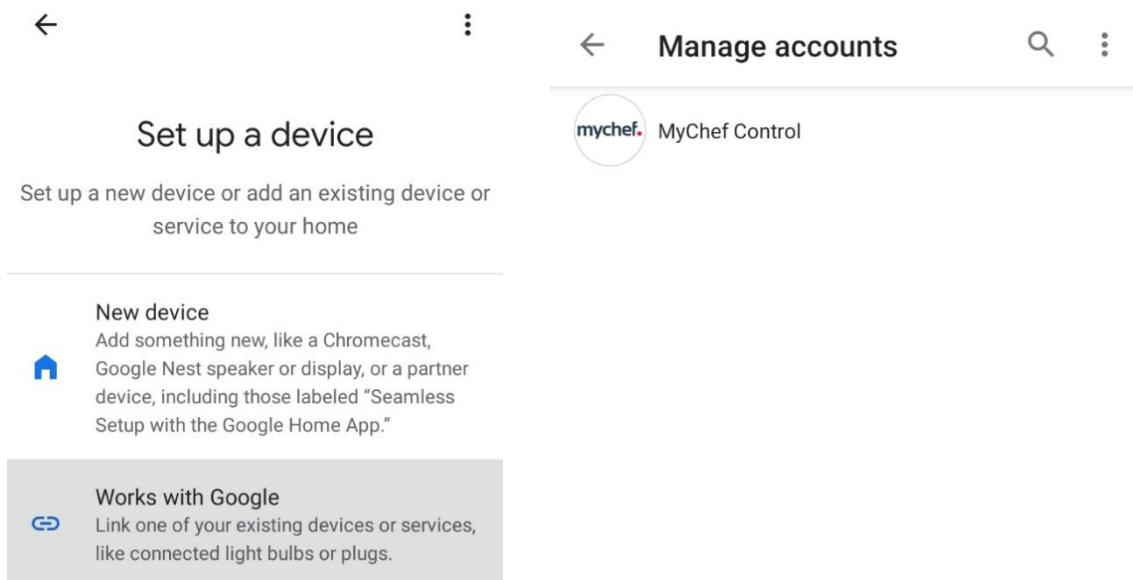 Set up a device
Set up a new device or add an existing device or
service to your home
New device
Add something new, like a Chromecast,
Google Nest speaker or display, or a partner
device, including those labeled “Seamless
Setup with the Google Home App.”
Works with Google
Link one of your existing devices or services,
like connected light bulbs or plugs.
Manage accounts
mychef.
MyChef Control